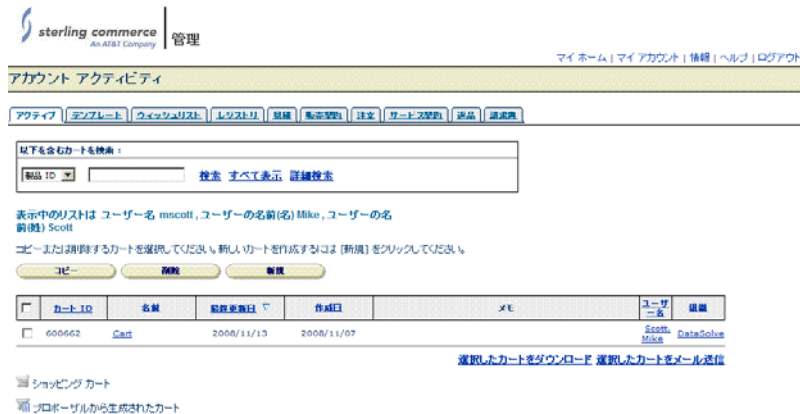 sterling commerce
An AT&T Company
管理
マイ ホーム | マイ アカウント | 情報 | ヘルプ | ログアウト
アカウント アクティビティ
アクティブ テンプレート ウィッシュリスト レジストリ 見積 販売契約 注文 サービス契約 返品 請求書
以下を含むカートを検索 :
製品 ID 検索 すべて表示 詳細検索
表示中のリストは ユーザー名 mscott , ユーザーの名前(名) Mike , ユーザーの名
前(姓) Scott
コピーまたは削除するカートを選択してください。新しいカートを作成するには [新規] をクリックしてください。
コピー 削除 新規
カート ID 名前 最終更新日 作成日 メモ ユーザー名 組織
600662 Cart 2008/11/13 2008/11/07 Scott, Mike DataSolve
選択したカートをダウンロード 選択したカートをメール送信
ショッピング カート
プロポーザルから生成されたカート